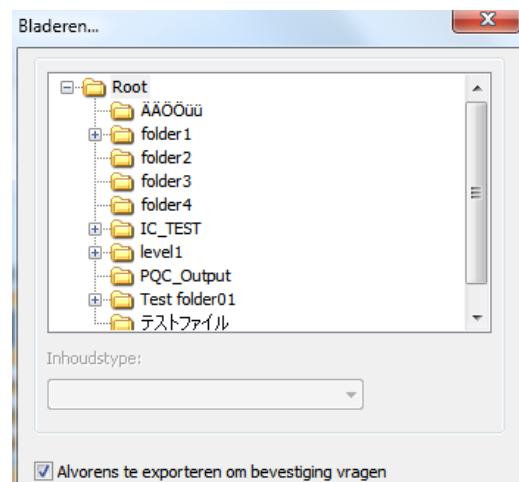 Bladeren...
Root
ÄÄÖÖüü
folder1
folder2
folder3
folder4
IC_TEST
level1
PQC_Output
Test folder01
テストファイル
Inhoudstype:
Alvorens te exporteren om bevestiging vragen